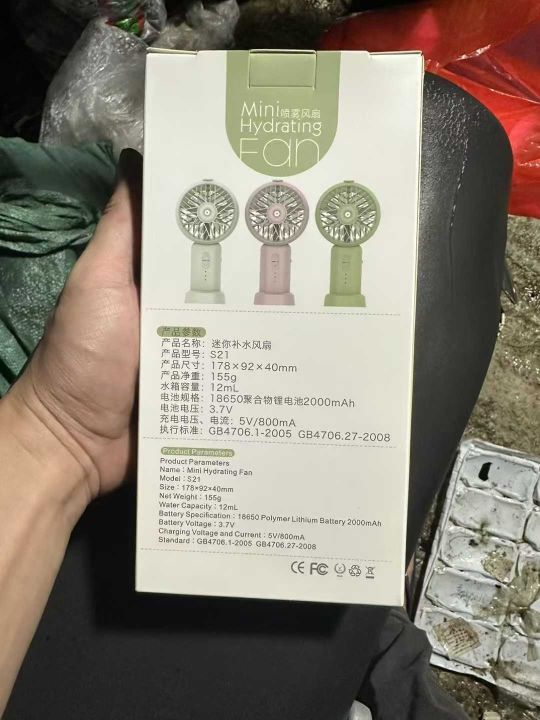 Mini喷雾风扇
Hydrating
Fan
产品参数
产品名称：迷你补水风扇
产品型号：S21
产品尺寸：178×92×40mm
产品净重：155g
水箱容量：12mL
电池规格：18650聚合物锂电池2000mAh
电池电压：3.7V
充电电压、电流：5V/800mA
执行标准：GB4706.1-2005 GB4706.27-2008
Product Parameters
Product Parameters
Name：Mini Hydrating Fan
Model：S21
Size：178×92×40mm
Net Weight：155g
Water Capacity：12mL
Battery Specification：18650 Polymer Lithium Battery 2000mAh
Battery Voltage：3.7V
Charging Voltage and Current：5V/800mA
Standard：GB4706.1-2005 GB4706.27-2008
CE FC